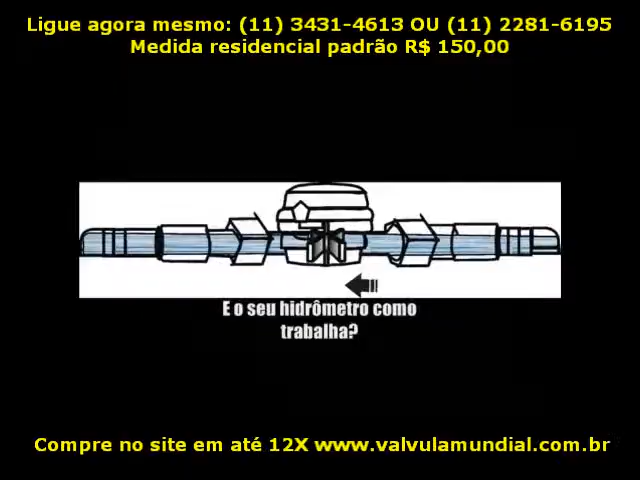 Ligue agora mesmo: (11) 3431-4613 OU (11) 2281-6195
Medida residencial padrão R$ 150,00
E o seu hidrômetro como
trabalha?
Compre no site em até 12X www.valvulamundial.com.br